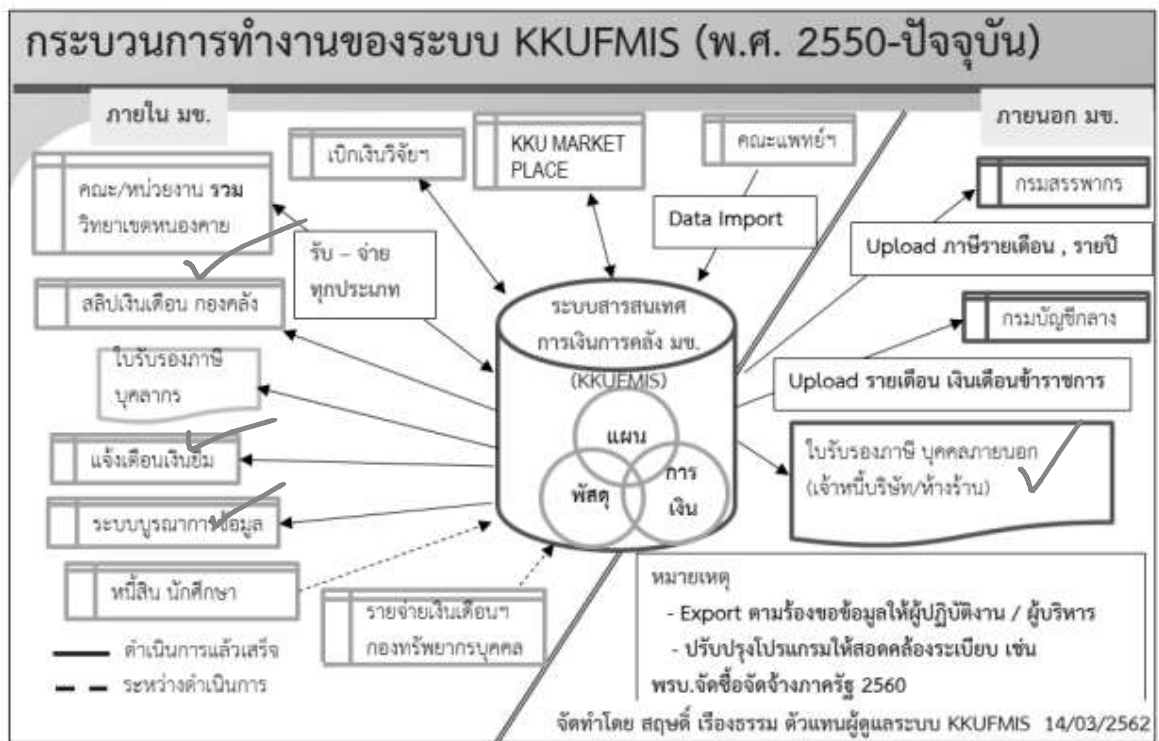 กระบวนการทำงานของระบบ KKUFMIS (พ.ศ. 2550-ปัจจุบัน)
ภายใน มข.
ภายนอก มข.
เบิกเงินวิจัยฯ
KKU MARKET
PLACE
คณะแพทย์ฯ
คณะ/หน่วยงาน รวม
วิทยาเขตหนองคาย
กรมสรรพากร
Data Import
รับ – จ่าย
ทุกประเภท
Upload ภาษีรายเดือน , รายปี
สลิปเงินเดือน กองคลัง
ระบบสารสนเทศ
การเงินการคลัง มข.
(KKUFMIS)
กรมบัญชีกลาง
ใบรับรองภาษี
บุคลากร
Upload รายเดือน เงินเดือนข้าราชการ
แผน
พัสดุ
การ
เงิน
แจ้งเตือนเงินยืม
ใบรับรองภาษี บุคคลภายนอก
(เจ้าหนี้บริษัท/ห้างร้าน)
ระบบบูรณาการข้อมูล
หนี้สิน นักศึกษา
รายจ่ายเงินเดือนฯ
กองทรัพยากรบุคคล
ดำเนินการแล้วเสร็จ
ระหว่างดำเนินการ
หมายเหตุ
- Export ตามร้องขอข้อมูลให้ผู้ปฏิบัติงาน / ผู้บริหาร
- ปรับปรุงโปรแกรมให้สอดคล้องระเบียบ เช่น
พรบ.จัดซื้อจัดจ้างภาครัฐ 2560
จัดทำโดย สฤษดิ์ เรืองธรรม ตัวแทนผู้ดูแลระบบ KKUFMIS 14/03/2562